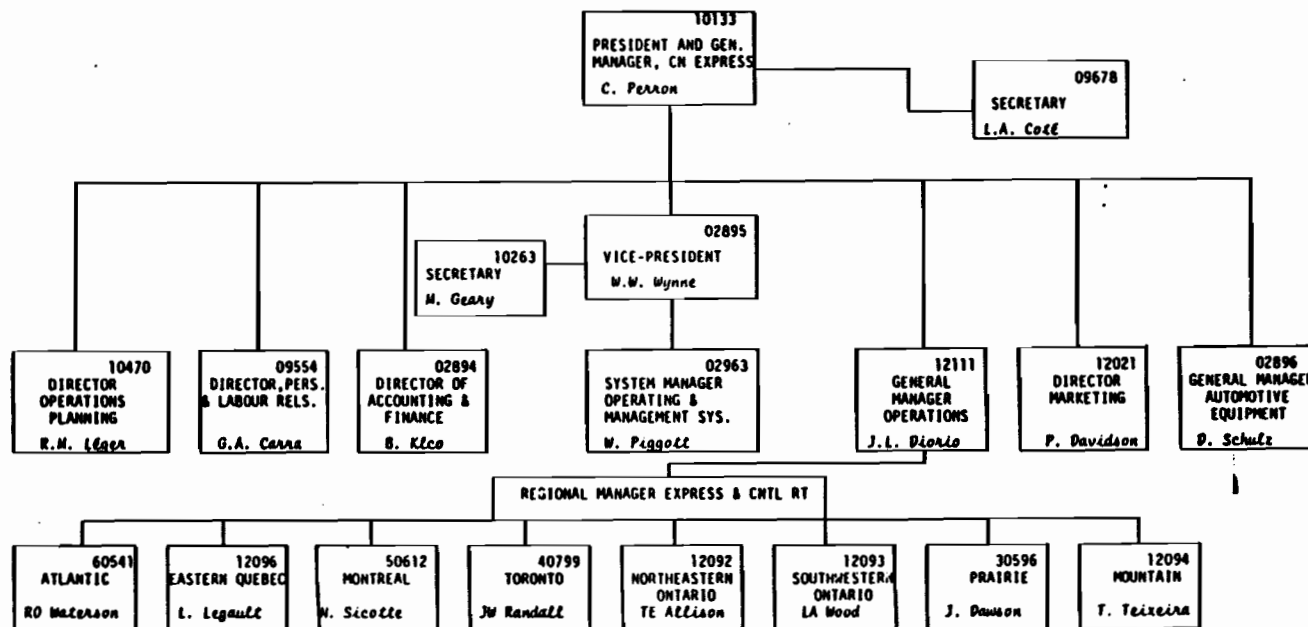 10133
PRESIDENT AND GEN.
MANAGER, CN EXPRESS
C. Perron
09678
SECRETARY
L.A. Cote
02895
VICE-PRESIDENT
W.W. Wynne
10263
SECRETARY
M. Geary
10470
DIRECTOR
OPERATIONS
PLANNING
R.M. Léger
09554
DIRECTOR, PERS.
& LABOUR RELS.
G.A. Carra
02894
DIRECTOR OF
ACCOUNTING &
FINANCE
B. Klco
02963
SYSTEM MANAGER
OPERATING &
MANAGEMENT SYS.
W. Piggott
12111
GENERAL
MANAGER
OPERATIONS
J.L. Diorio
12021
DIRECTOR
MARKETING
P. Davidson
02896
GENERAL MANAGER
AUTOMOTIVE
EQUIPMENT
D. Schulz
REGIONAL MANAGER EXPRESS & CNTL RT
60541
ATLANTIC
RO Waterson
12096
EASTERN QUEBEC
L. Legault
50612
MONTREAL
N. Sicotte
40799
TORONTO
JW Randall
12092
NORTHEASTERN
ONTARIO
TE Allison
12093
SOUTHWESTERN
ONTARIO
LA Wood
30596
PRAIRIE
J. Dawson
12094
MOUNTAIN
T. Teixeira